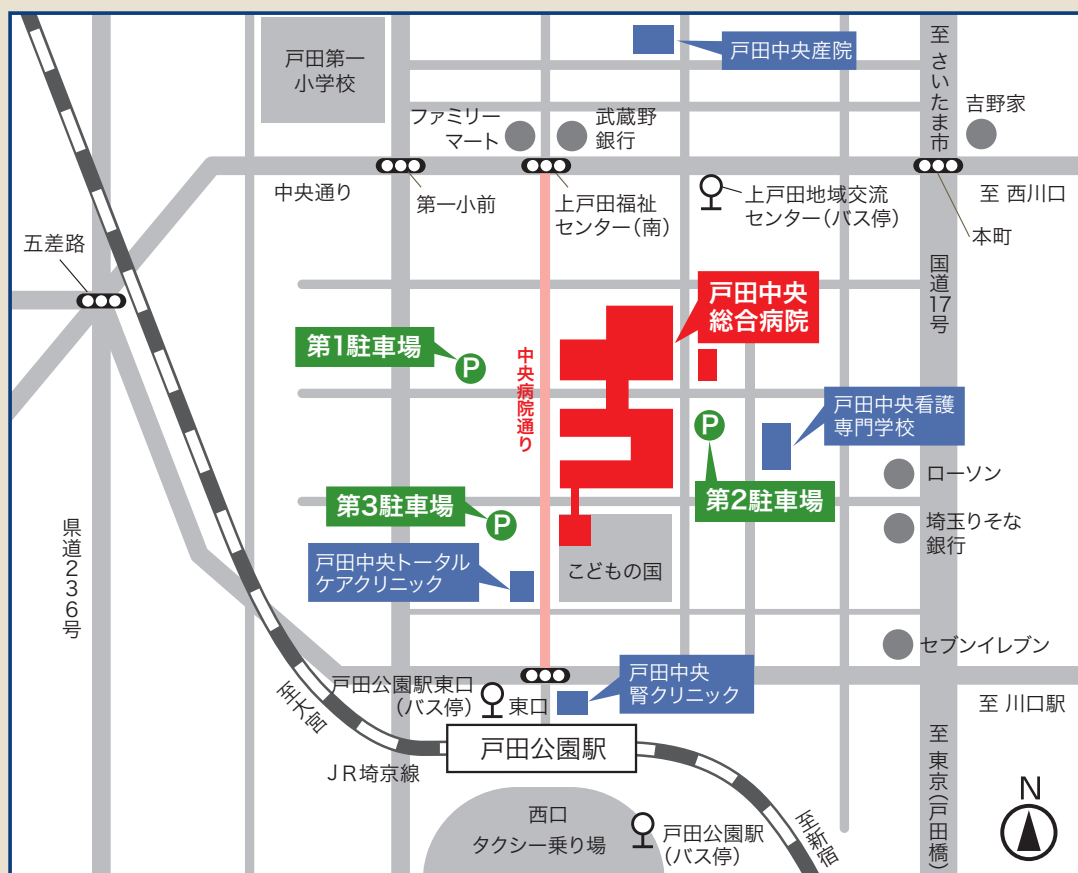 戸田第一
小学校
戸田中央産院
至 さいたま市
吉野家
ファミリー
マート
武蔵野
銀行
中央通り
第一小前
上戸田福祉
センター(南)
上戸田地域交流
センター(バス停)
至 西川口
本町
五差路
国道17号
戸田中央
総合病院
第1駐車場
P
中央病院通り
戸田中央看護
専門学校
P
第2駐車場
ローソン
第3駐車場
P
埼玉りそな
銀行
県道236号
戸田中央トータル
ケアクリニック
こどもの国
セブンイレブン
戸田中央
腎クリニック
戸田公園駅東口
(バス停)
東口
至大宮
至 川口駅
戸田公園駅
JR埼京線
至 東京(戸田橋)
西口
タクシー乗り場
戸田公園駅
(バス停)
至新宿
N